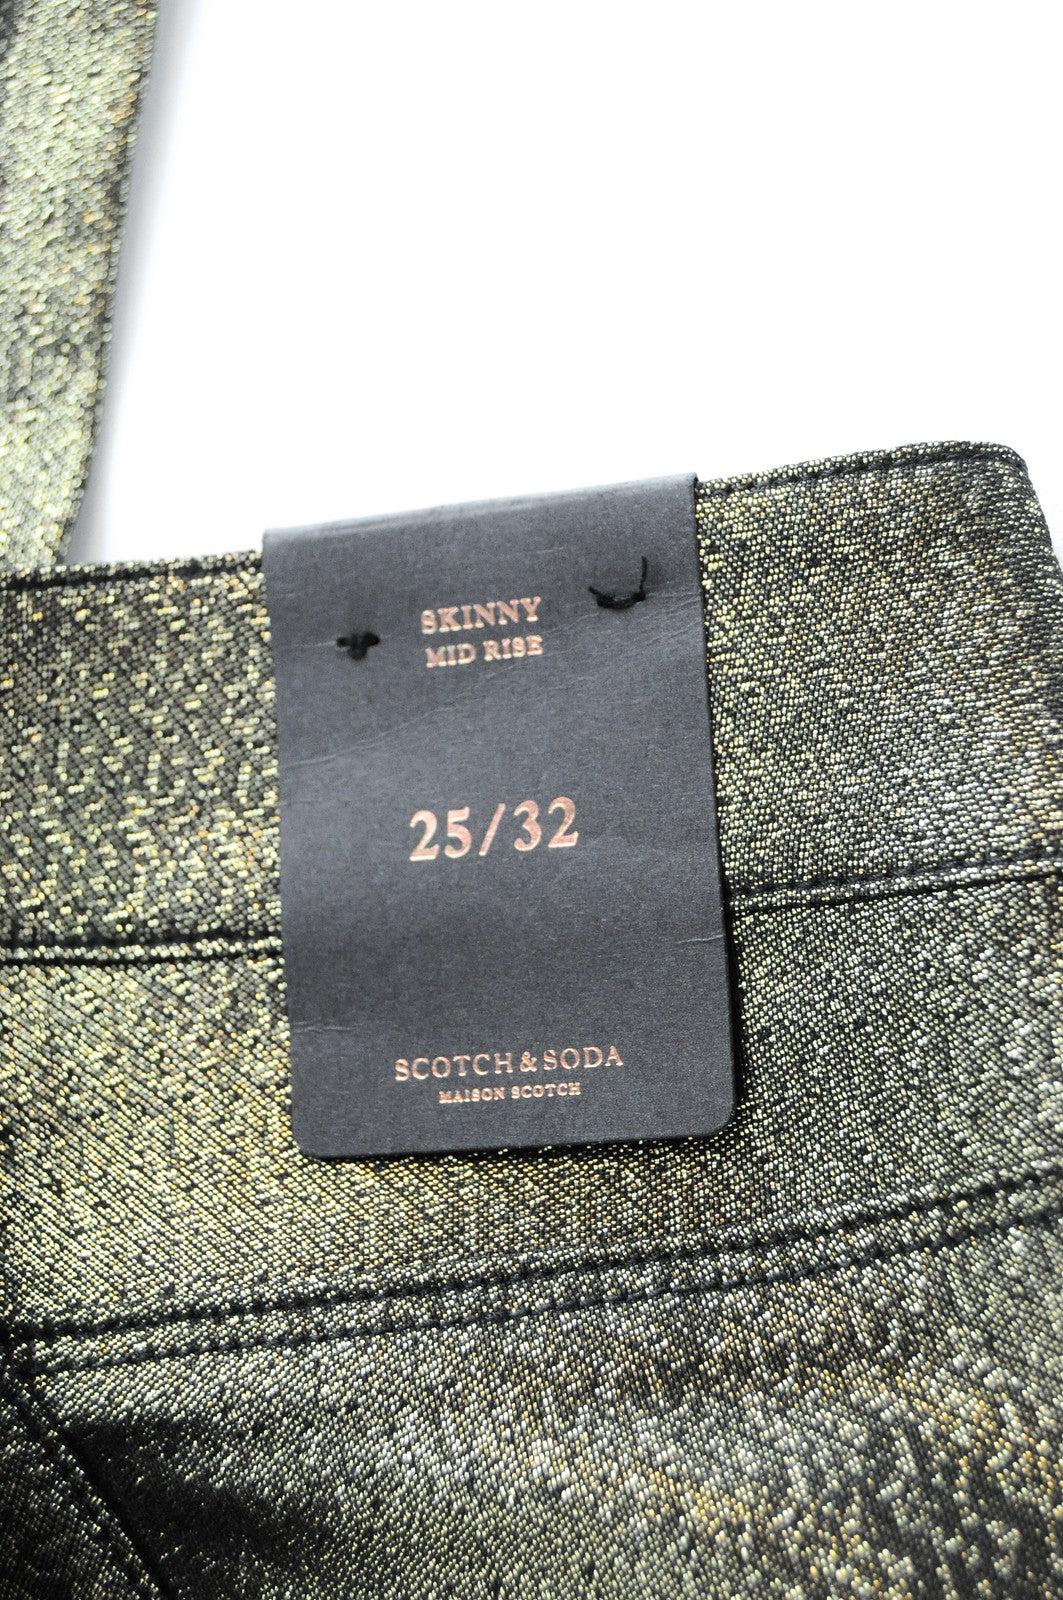 SKINNY
MID RISE
25/32
SCOTCH & SODA
MAISON SCOTCH